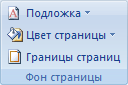 Подложка
Цвет страницы
Границы страниц
Фон страницы